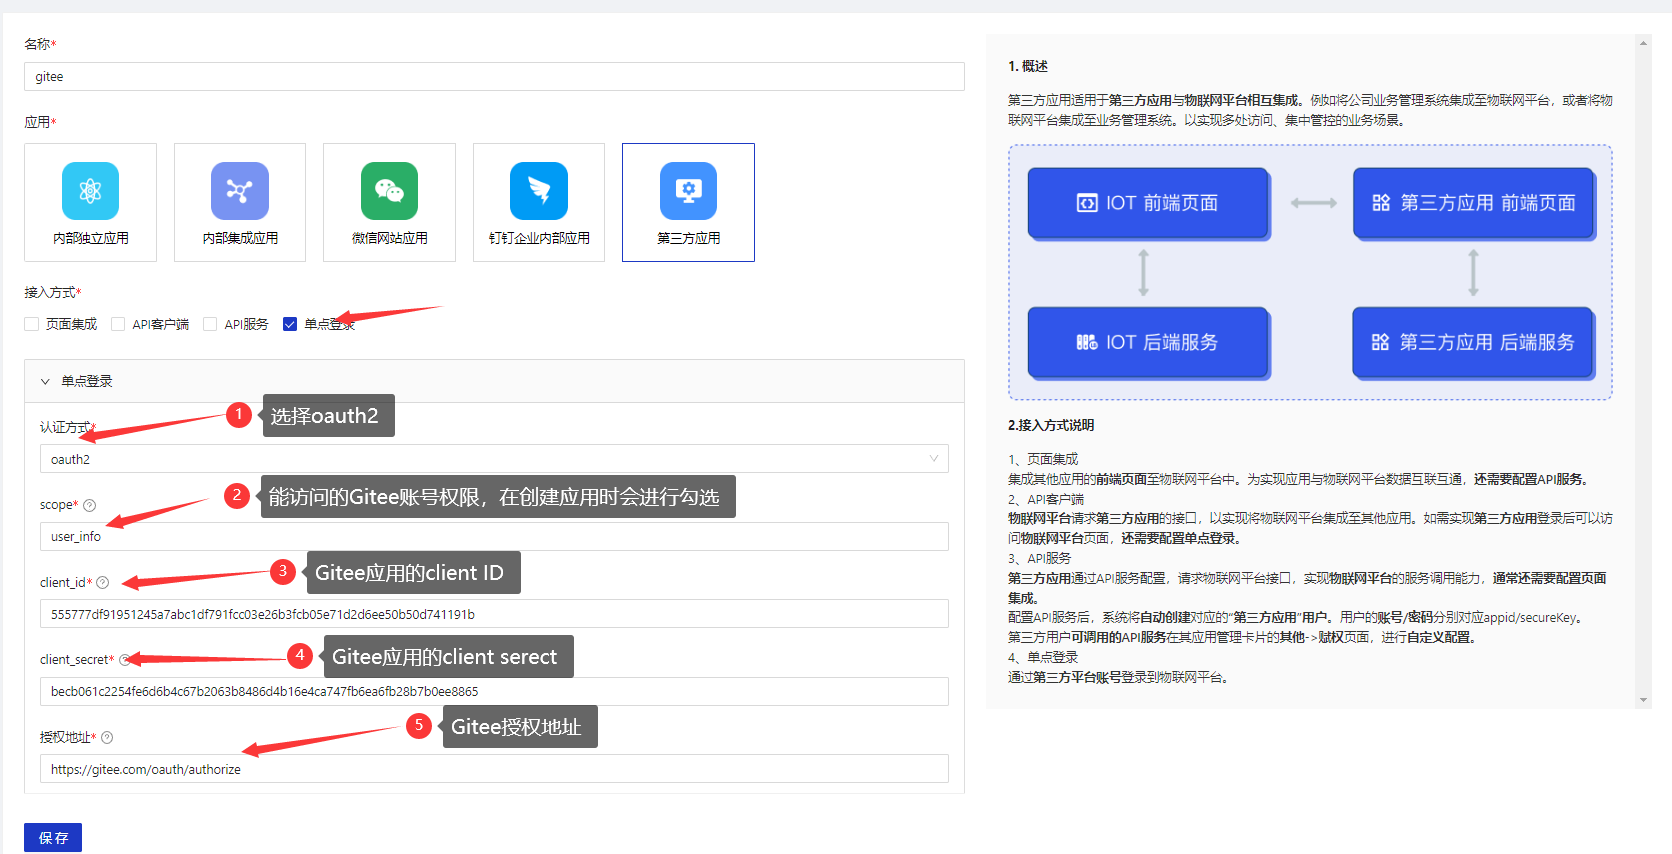 名称*
gitee
应用*
内部独立应用
内部集成应用
微信网站应用
钉钉企业内部应用
第三方应用
接入方式*
页面集成
API客户端
API服务
单点登录
单点登录
1 选择oauth2
认证方式*
oauth2
2 能访问的Gitee账号权限，在创建应用时会进行勾选
scope*
user_info
3 Gitee应用的client ID
client_id*
555777df91951245a7abc1df791fcc03e26b3fcb05e71d2d6ee50b50d741191b
4 Gitee应用的client serect
client_secret*
becb061c2254fe6d6b4c67b2063b8486d4b16e4ca747fb6ea6fb28b7b0ee8865
5 Gitee授权地址
授权地址*
https://gitee.com/oauth/authorize
保 存
1. 概述
第三方应用适用于第三方应用与物联网平台相互集成。例如将公司业务管理系统集成至物联网平台，或者将物
联网平台集成至业务管理系统。以实现多处访问、集中管控的业务场景。
IOT 前端页面
第三方应用 前端页面
IOT 后端服务
第三方应用 后端服务
2.接入方式说明
1、页面集成
集成其他应用的前端页面至物联网平台中。为实现应用与物联网平台数据互联互通，还需要配置API服务。
2、API客户端
物联网平台请求第三方应用的接口，以实现将物联网平台集成至其他应用。如需实现第三方应用登录后可以访
问物联网平台页面，还需要配置单点登录。
3、API服务
第三方应用通过API服务配置，请求物联网平台接口，实现物联网平台的服务调用能力，通常还需要配置页面
集成。
配置API服务后，系统将自动创建对应的“第三方应用”用户。用户的账号/密码分别对应appid/secureKey。
第三方用户可调用的API服务在其应用管理卡片的其他->赋权页面，进行自定义配置。
4、单点登录
通过第三方平台账号登录到物联网平台。